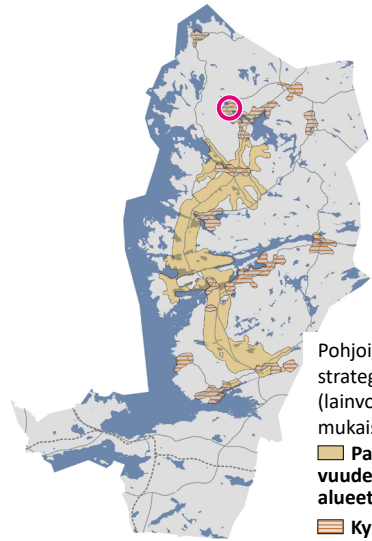 Pohjoi
strateg
(lainvo
mukais
Pa
vuude
alueet
Ky